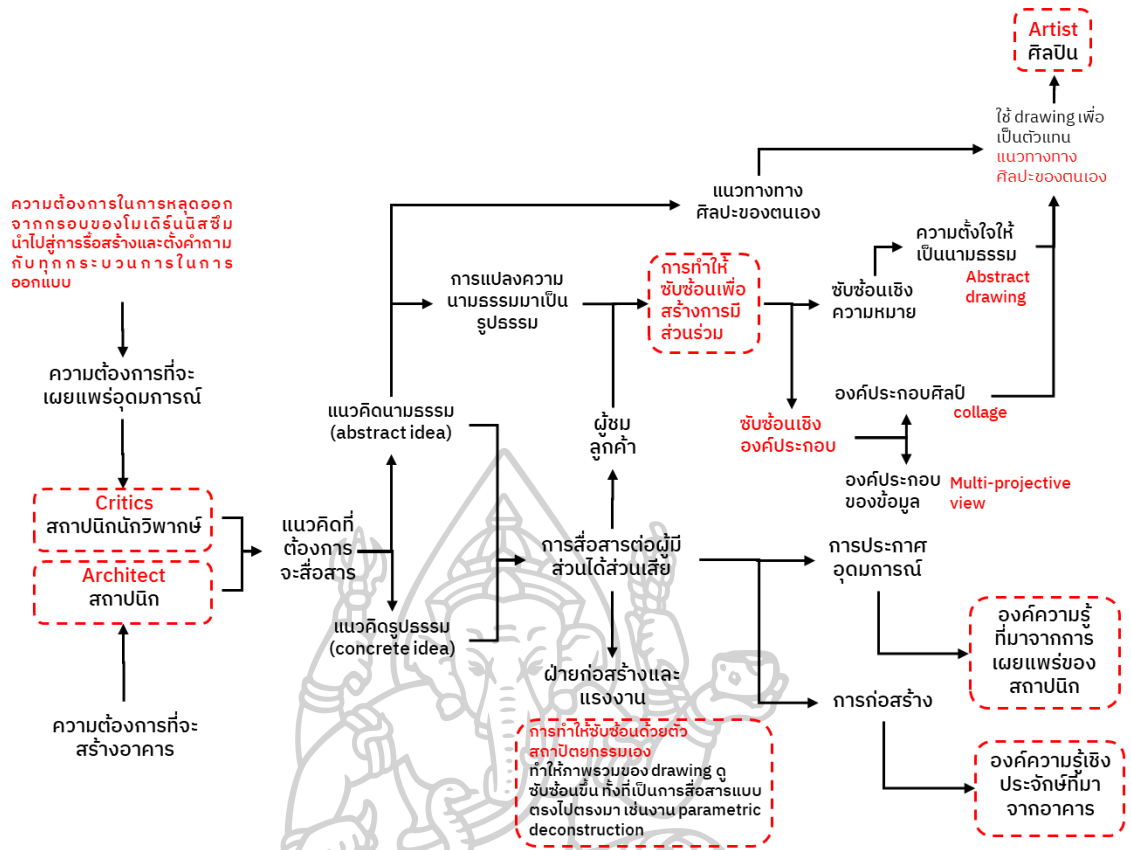 Artist
ศิลปิน
ใช้ drawing เพื่อ
เป็นตัวแทน
แนวทางทาง
ศิลปะของตนเอง
ความต้องการในการหลุดออก
จากกรอบของโมเดิร์นนิสซึม
นำไปสู่การรื่อสร้างและตั้งคำถาม
กับทุกกระบวนการในการ
ออกแบบ
แนวทางทาง
ศิลปะของตนเอง
ความตั้งใจให้
เป็นนามธรรม
Abstract
drawing
การแปลงความ
นามธรรมมาเป็น
รูปธรรม
การทำให้
ซับซ้อนเพื่อ
สร้างการมี
ส่วนร่วม
ซับซ้อนเชิง
ความหมาย
ความต้องการที่จะ
เผยแพร่อุดมการณ์
แนวคิดนามธรรม
(abstract idea)
ผู้ชม
ลูกค้า
ซับซ้อนเชิง
องค์ประกอบ
องค์ประกอบศิลป์
collage
องค์ประกอบ
ของข้อมูล
Multi-projective
view
Critics
สถาปนิกนักวิพากษ์
Architect
สถาปนิก
แนวคิดที่
ต้องการ
จะสื่อสาร
การสื่อสารต่อผู้มี
ส่วนได้ส่วนเสีย
การประกาศ
อุดมการณ์
แนวคิดรูปธรรม
(concrete idea)
องค์ความรู้
ที่มาจากการ
เผยแพร่ของ
สถาปนิก
ฝ่ายก่อสร้างและ
แรงงาน
การก่อสร้าง
ความต้องการที่จะ
สร้างอาคาร
การทำให้ซับซ้อนด้วยตัว
สถาปัตยกรรมเอง
ทำให้ภาพรวมของ drawing ดู
ซับซ้อนขึ้น ทั้งที่เป็นการสื่อสารแบบ
ตรงไปตรงมา เช่นงาน parametric
deconstruction
องค์ความรู้เชิง
ประจักษ์ที่มา
จากอาคาร